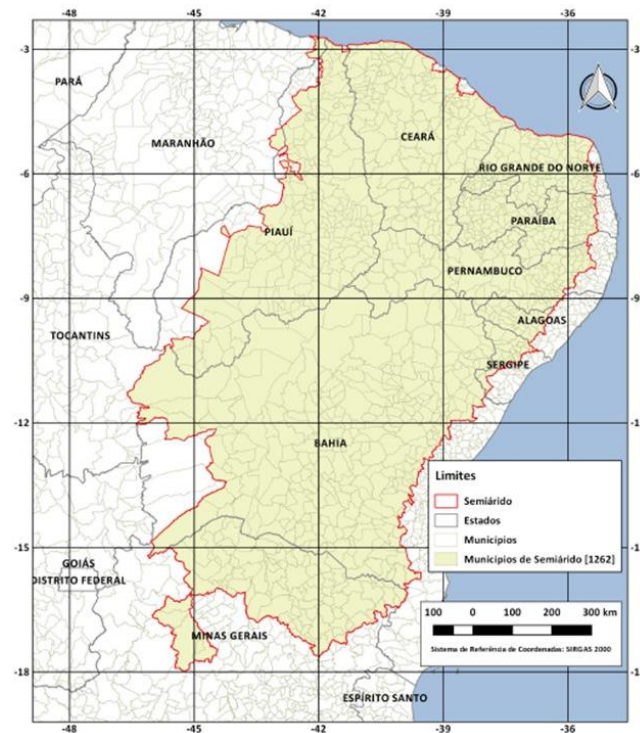 -48 -45 -42 -39 -36
-3
PARÁ
MARANHÃO
CEARÁ
RIO GRANDE DO NORTE
-6
PARAÍBA
PIAUÍ
PERNAMBUCO
-9
TOCANTINS
ALAGOAS
SERGIPE
-12
BAHIA
Limites
Semiárido
Estados
Municípios
Municípios de Semiárido [1262]
-15
GOIÁS
DISTRITO FEDERAL
100 0 100 200 300 km
Sistema de Referência de Coordenadas: SIRGAS 2000
MINAS GERAIS
-18
ESPÍRITO SANTO
-48 -45 -42 -39 -36